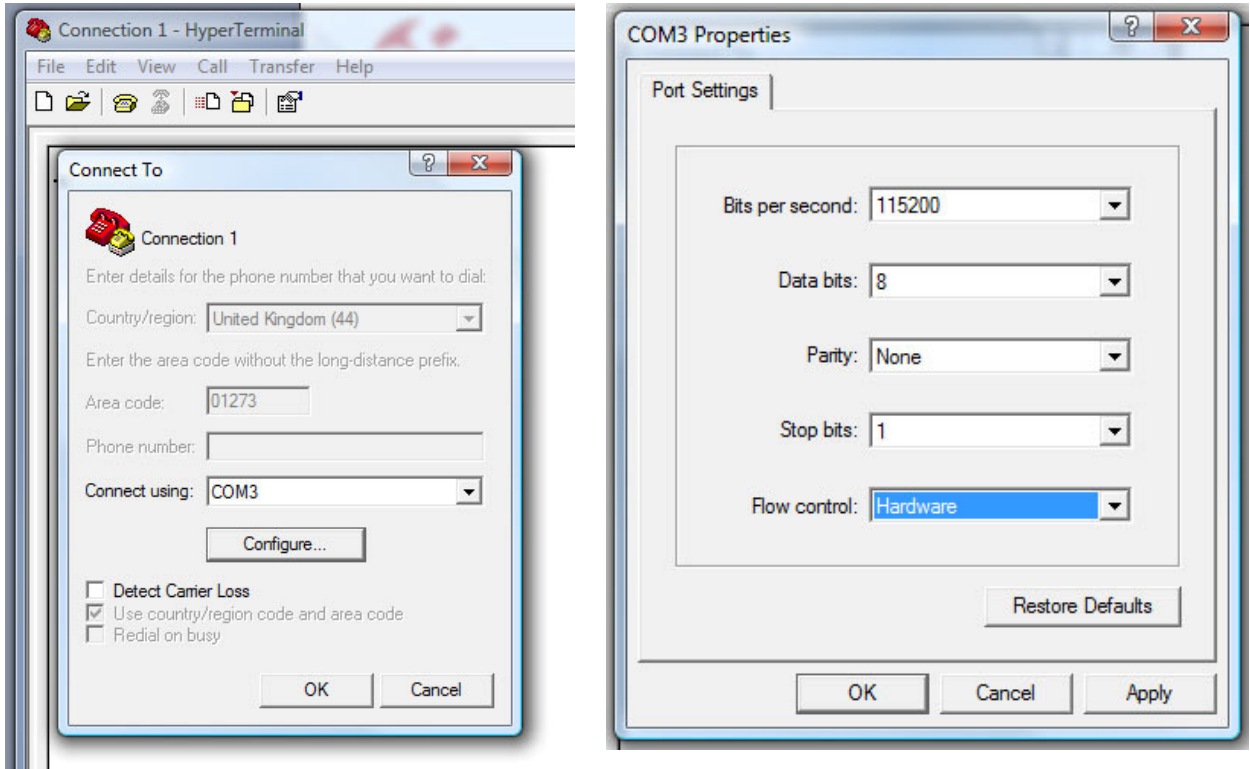 Connection 1 - HyperTerminal
File Edit View Call Transfer Help
Connect To
Connection 1
Enter details for the phone number that you want to dial:
Country/region: United Kingdom (44)
Enter the area code without the long-distance prefix.
Area code: 01273
Phone number:
Connect using: COM3
Configure...
Detect Carrier Loss
Use country/region code and area code
Redial on busy
OK Cancel
COM3 Properties
Port Settings
Bits per second: 115200
Data bits: 8
Parity: None
Stop bits: 1
Flow control: Hardware
Restore Defaults
OK Cancel Apply